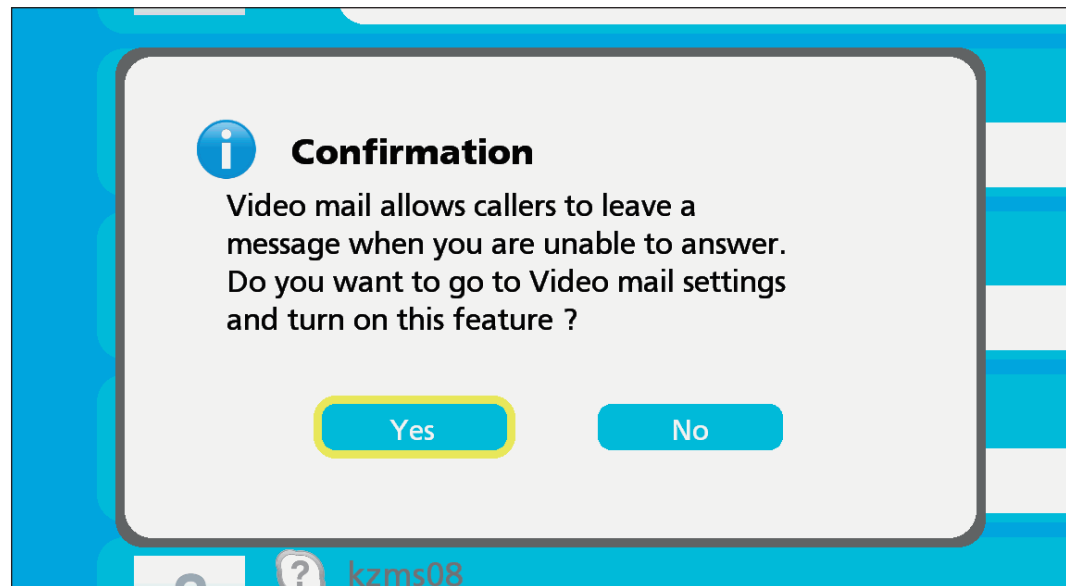 Confirmation
Video mail allows callers to leave a
message when you are unable to answer.
Do you want to go to Video mail settings
and turn on this feature ?
Yes
No
?
kzms08